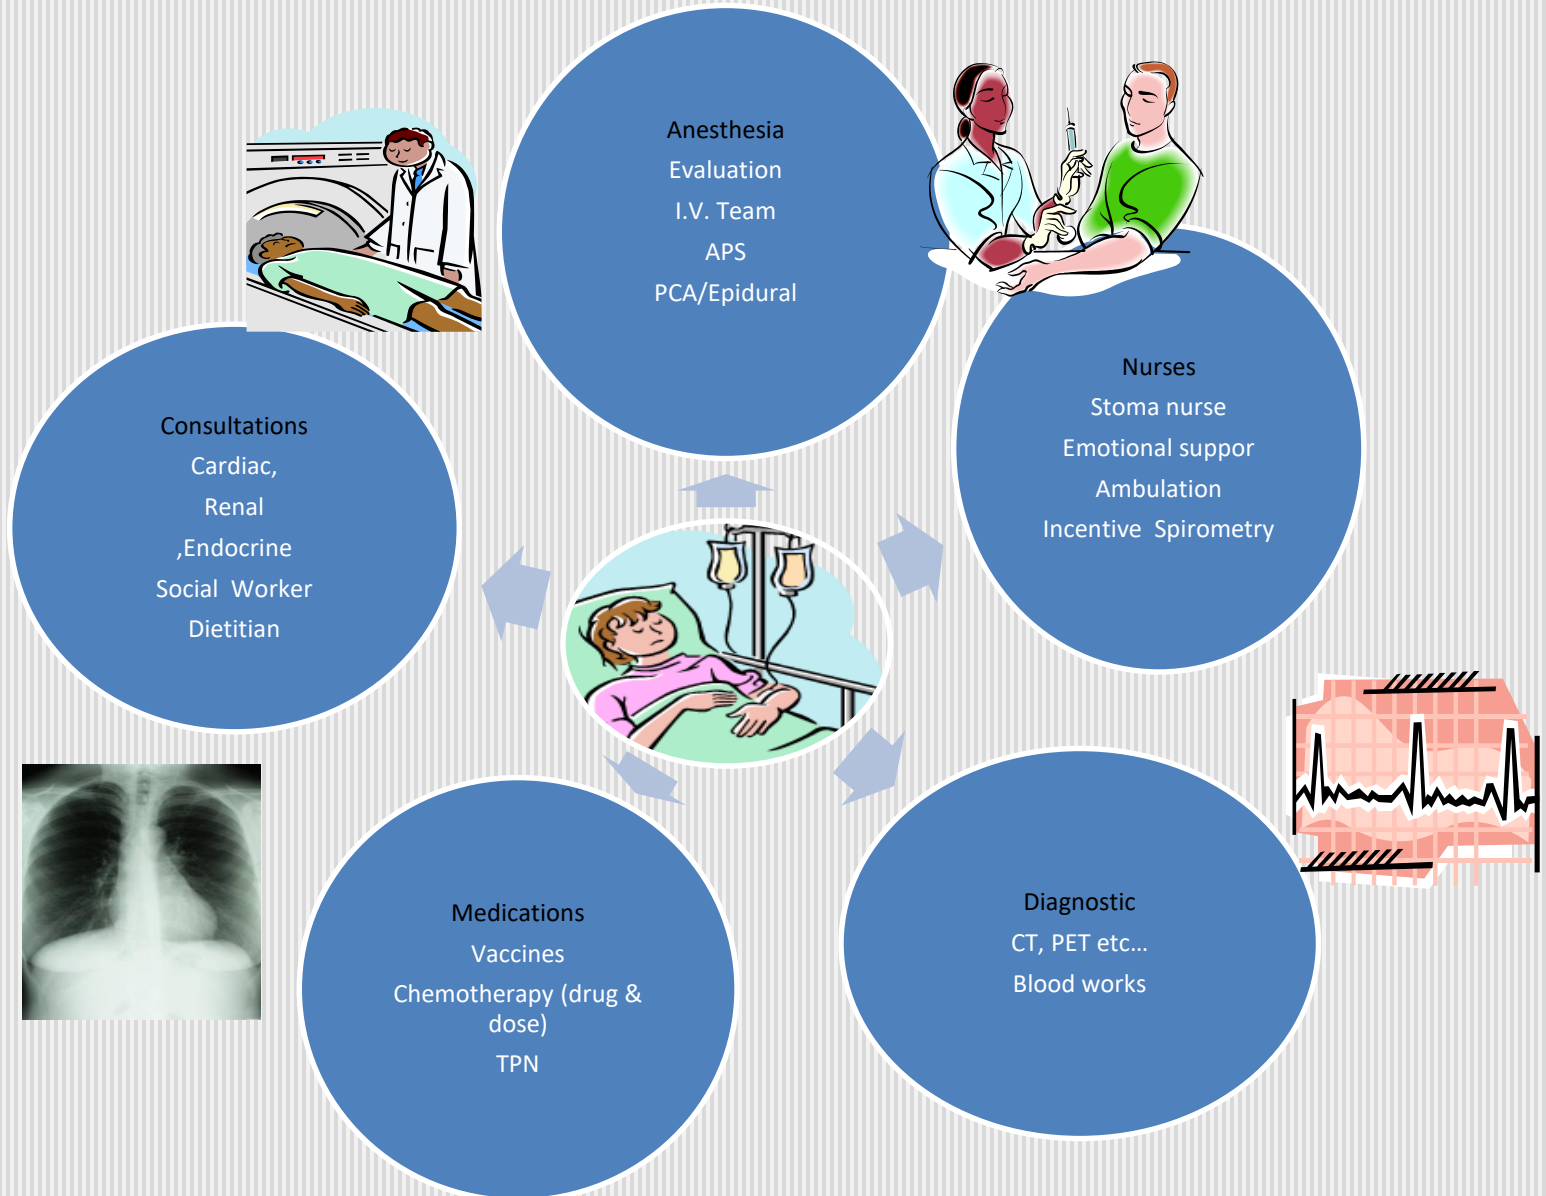 Anesthesia
Evaluation
I.V. Team
APS
PCA/Epidural
Nurses
Stoma nurse
Emotional suppor
Ambulation
Incentive  Spirometry
Diagnostic
CT, PET etc...
Blood works
Medications
Vaccines
Chemotherapy (drug &
dose)
TPN
Consultations
Cardiac,
Renal
,Endocrine
Social  Worker
Dietitian